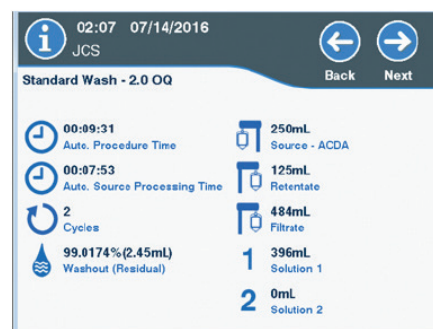 02:07 07/14/2016
JCS
Back Next
Standard Wash - 2.0 OQ
00:09:31
Auto. Procedure Time
00:07:53
Auto. Source Processing Time
2
Cycles
99.0174%(2.45mL)
Washout (Residual)
250mL
Source - ACDA
125mL
Retentate
484mL
Filtrate
1 396mL
Solution 1
2 0mL
Solution 2